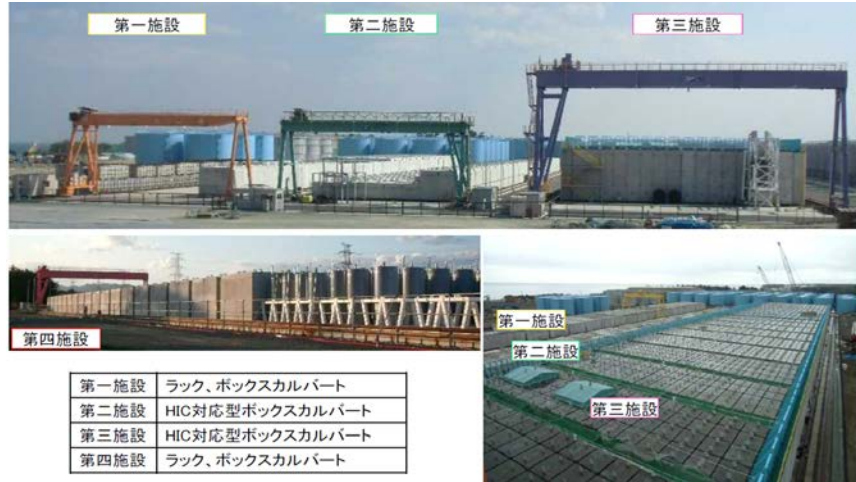 第一施設
第二施設
第三施設
第四施設
第一施設
第二施設
第三施設
第一施設 ラック、ボックスカルバート
第二施設 HIC対応型ボックスカルバート
第三施設 HIC対応型ボックスカルバート
第四施設 ラック、ボックスカルバート